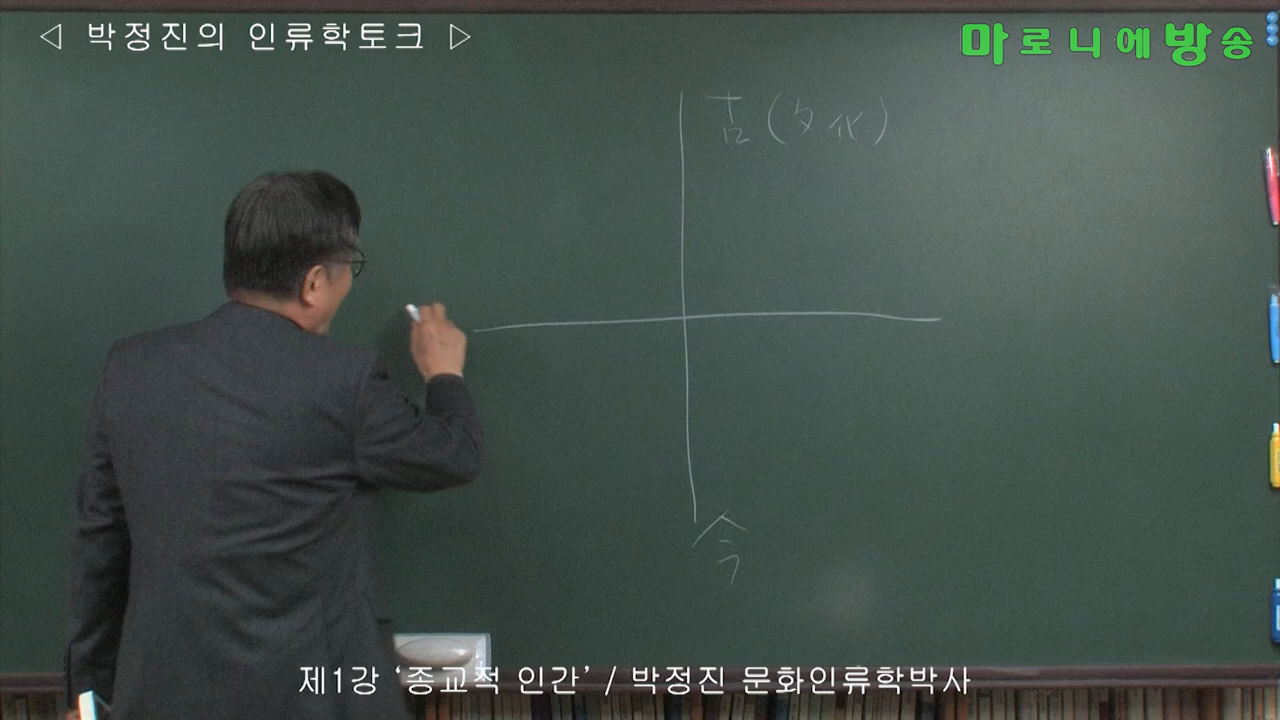 ◁ 박정진의 인류학토크 ▷
마로니에방송
古(文化)
今
제1강 ‘종교적 인간’ / 박정진 문화인류학박사